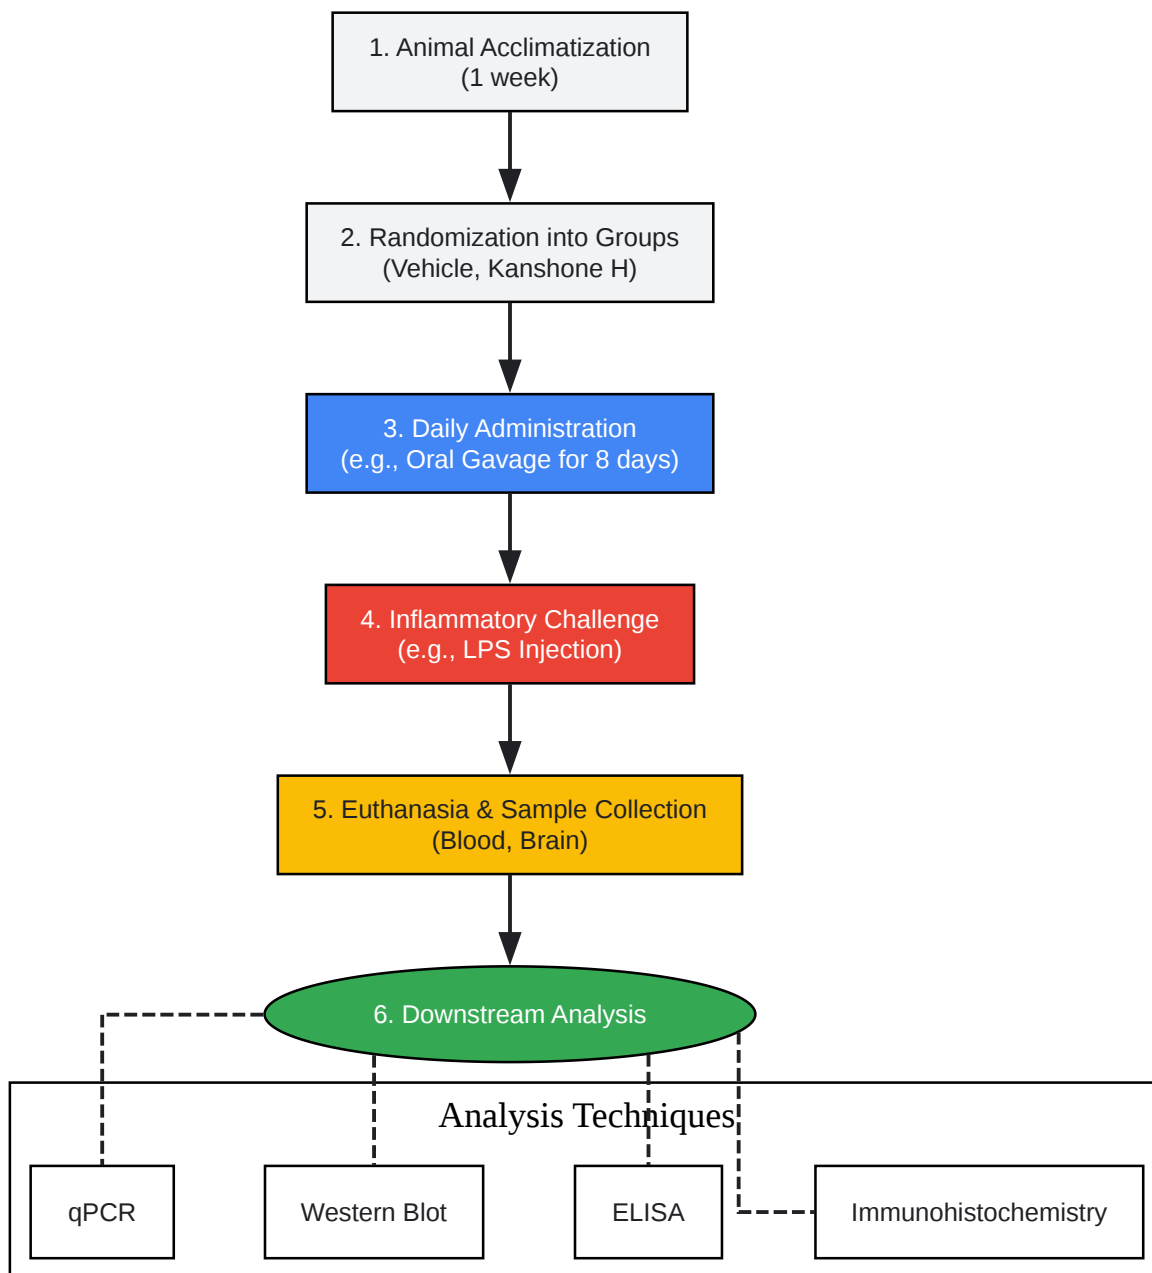 1. Animal Acclimatization
(1 week)
2. Randomization into Groups
(Vehicle, Kanshone H)
3. Daily Administration
(e.g., Oral Gavage for 8 days)
4. Inflammatory Challenge
(e.g., LPS Injection)
5. Euthanasia & Sample Collection
(Blood, Brain)
6. Downstream Analysis
Analysis Techniques
qPCR
Western Blot
ELISA
Immunohistochemistry